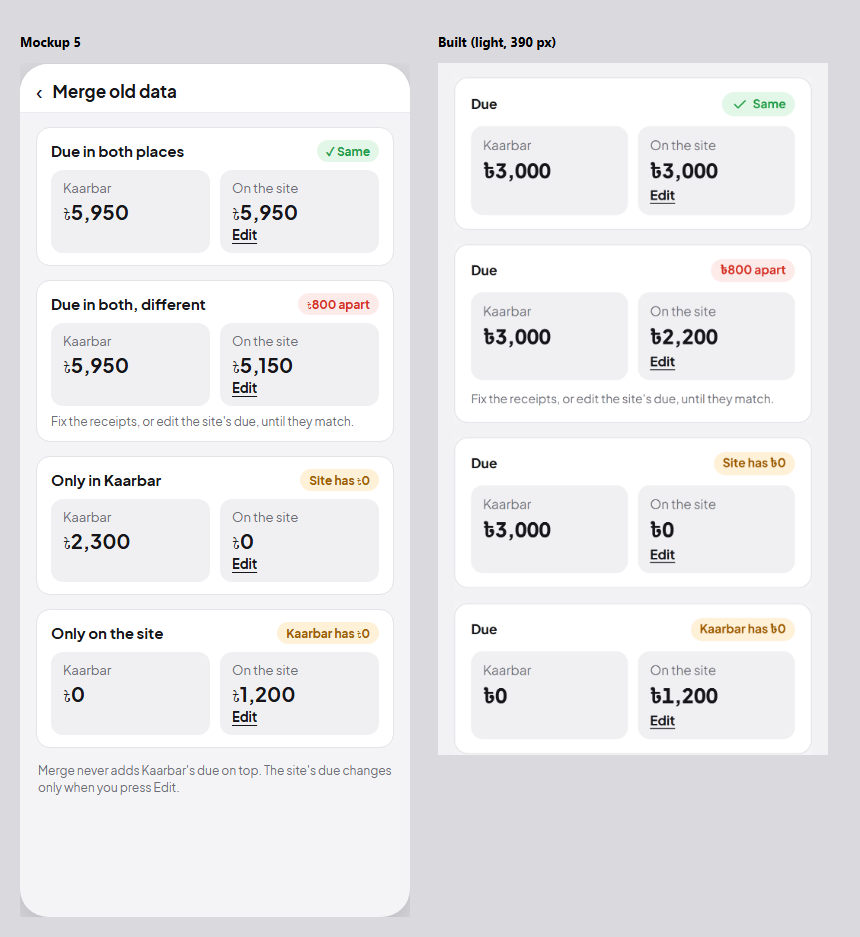 Mockup 5
‹ Merge old data
Due in both places
✓ Same
Kaarbar
৳5,950
On the site
৳5,950
Edit
Due in both, different
৳800 apart
Kaarbar
৳5,950
On the site
৳5,150
Edit
Fix the receipts, or edit the site's due, until they match.
Only in Kaarbar
Site has ৳0
Kaarbar
৳2,300
On the site
৳0
Edit
Only on the site
Kaarbar has ৳0
Kaarbar
৳0
On the site
৳1,200
Edit
Merge never adds Kaarbar's due on top. The site's due changes
only when you press Edit.
Built (light, 390 px)
Due
✓ Same
Kaarbar
৳3,000
On the site
৳3,000
Edit
Due
৳800 apart
Kaarbar
৳3,000
On the site
৳2,200
Edit
Fix the receipts, or edit the site's due, until they match.
Due
Site has ৳0
Kaarbar
৳3,000
On the site
৳0
Edit
Due
Kaarbar has ৳0
Kaarbar
৳0
On the site
৳1,200
Edit